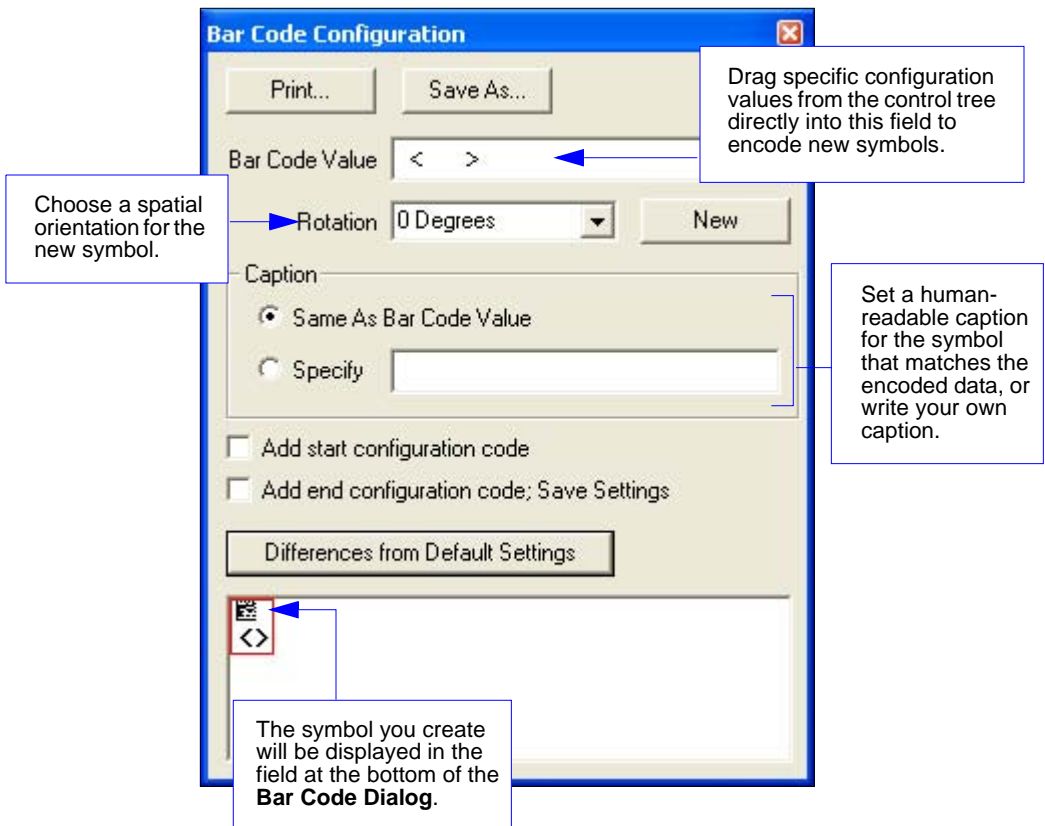 Bar Code Configuration
Print...
Save As...
Drag specific configuration
values from the control tree
directly into this field to
encode new symbols.
Bar Code Value
< >
Choose a spatial
orientation for the
new symbol.
Rotation
0 Degrees
New
Caption
Same As Bar Code Value
Specify
Set a human-
readable caption
for the symbol
that matches the
encoded data, or
write your own
caption.
Add start configuration code
Add end configuration code; Save Settings
Differences from Default Settings
<>
The symbol you create
will be displayed in the
field at the bottom of the
Bar Code Dialog.